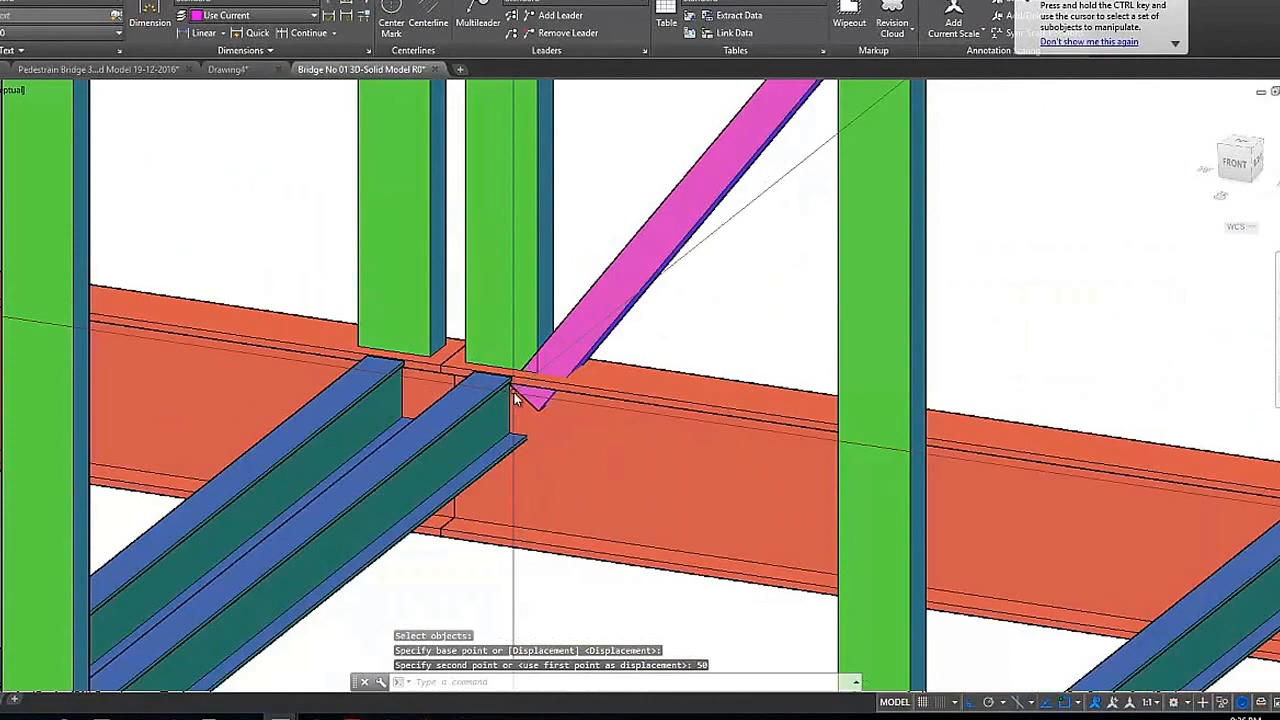 Dimension
Use Current
Linear
Quick
Continue
Dimensions
Center Mark
Centerline
Centerlines
Multileader
Add Leader
Remove Leader
Leaders
Table
Extract Data
Link Data
Tables
Wipeout
Revision Cloud
Markup
Add Current Scale
Press and hold the CTRL key and
use the cursor to select a set of
subobjects to manipulate.
Don't show me this again
Pedestrain Bridge 3...d Model 19-12-2016*
Drawing4*
Bridge No 01 3D-Solid Model R0*
FRONT
WCS
Select objects:
Specify base point or [Displacement] <Displacement>:
Specify second point or <use first point as displacement>: 50
Type a command
MODEL
1:1